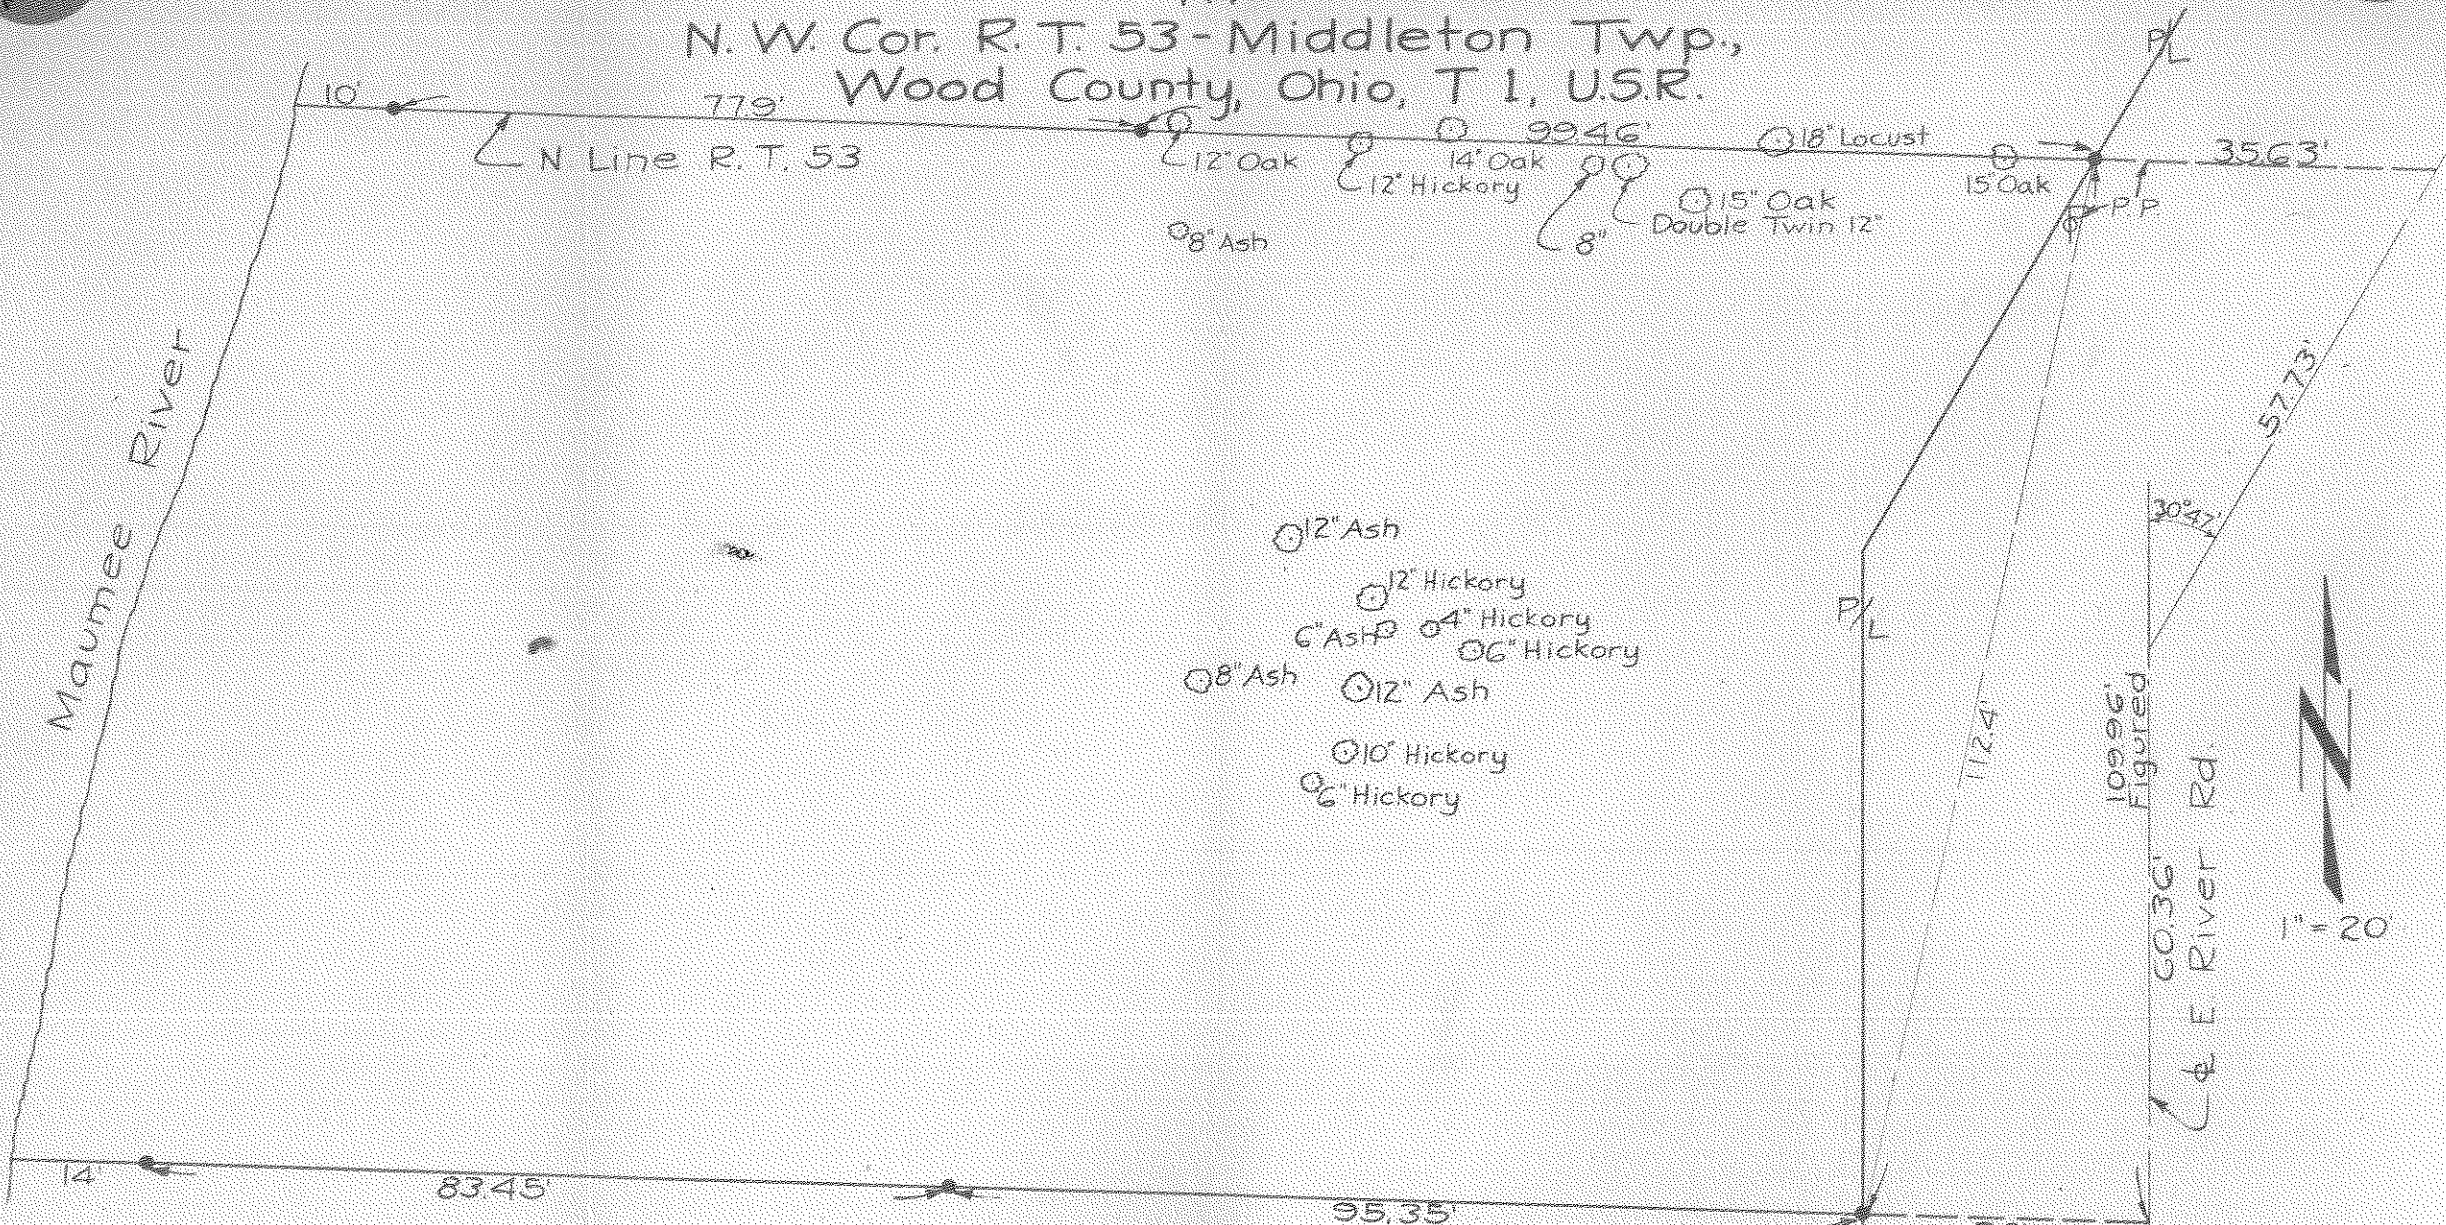 N. W. Cor. R. T. 53 - Middleton Twp.,
Wood County, Ohio, T 1, U.S.R.
P/L
10'
77.9'
99.46'
18" Locust
35.63'
N Line R. T. 53
12" Oak
12" Hickory
14" Oak
15" Oak
15" Oak
P P
Double Twin 12"
8"
8" Ash
Maumee River
57.73'
30°47'
12" Ash
12" Hickory
4" Hickory
6" Ash
6" Hickory
P/L
8" Ash
12" Ash
10" Hickory
6" Hickory
112.4'
109.96'
Figured
60.36'
℄ E River Rd.
N
1" = 20'
14'
83.45'
95.35'